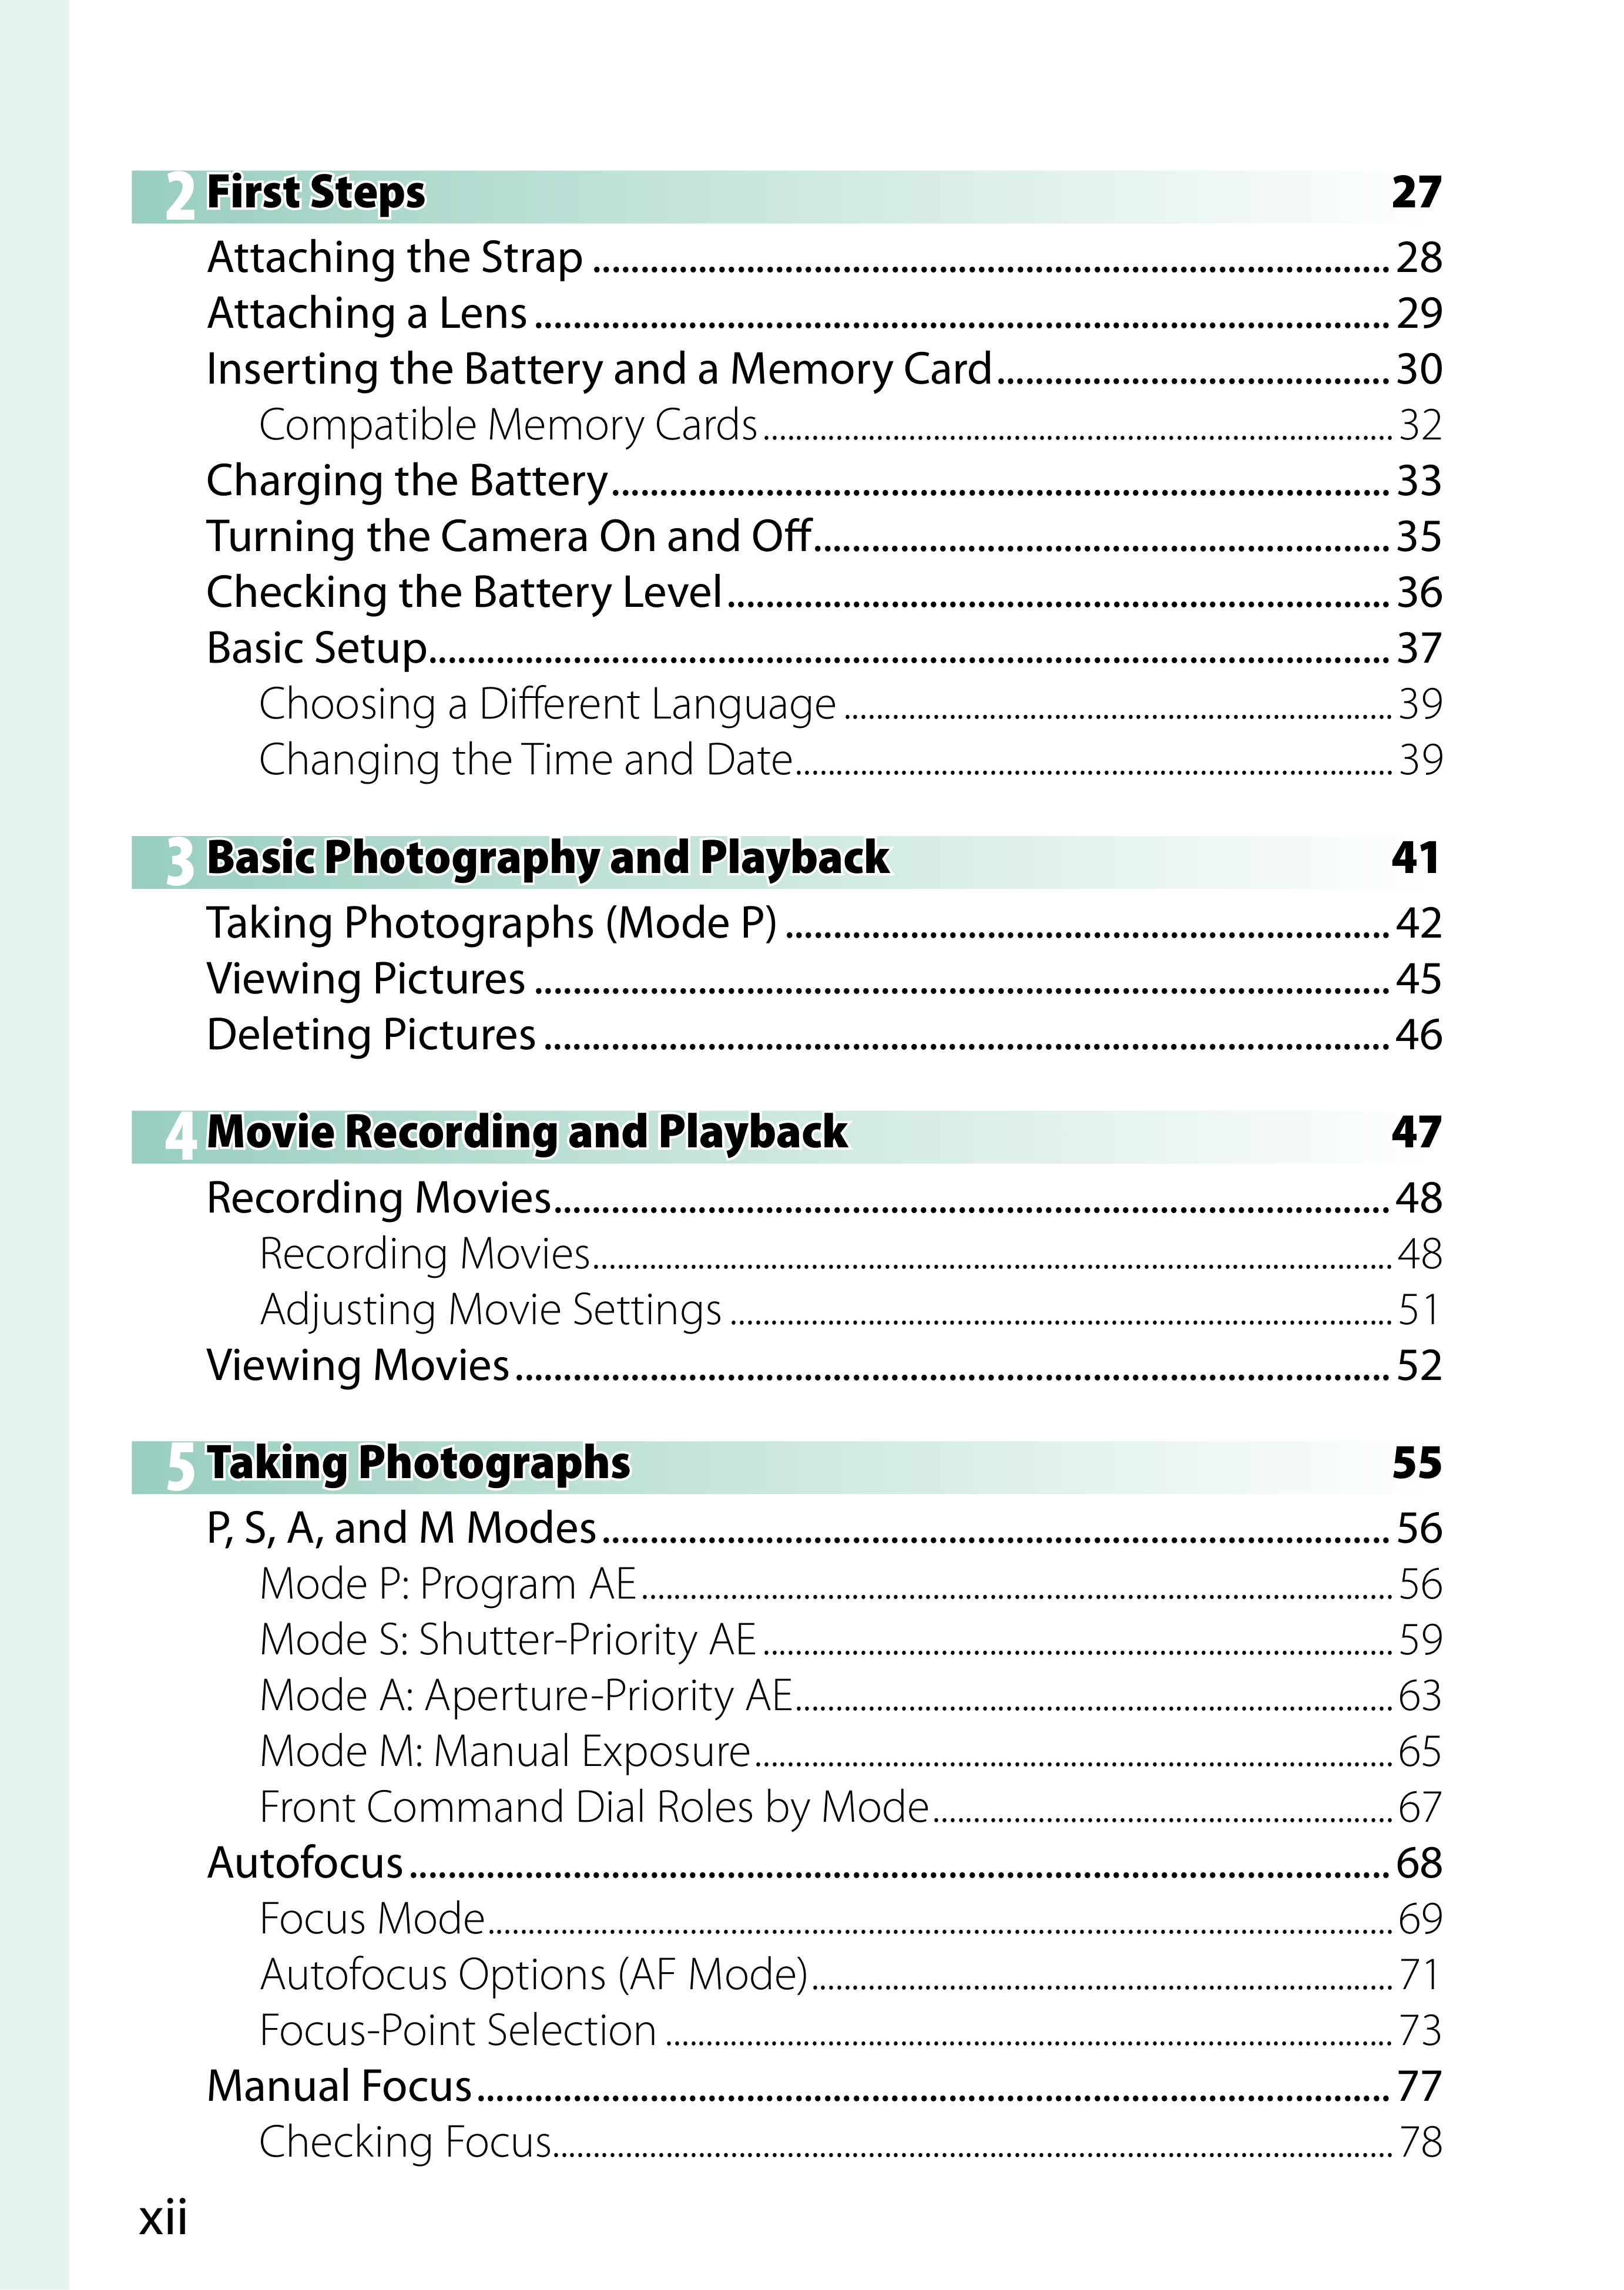 2 First Steps 27
Attaching the Strap ................................................................................... 28
Attaching a Lens ......................................................................................... 29
Inserting the Battery and a Memory Card ......................................... 30
Compatible Memory Cards .............................................................................. 32
Charging the Battery ................................................................................. 33
Turning the Camera On and Off ............................................................ 35
Checking the Battery Level ..................................................................... 36
Basic Setup .................................................................................................... 37
Choosing a Different Language .................................................................... 39
Changing the Time and Date .......................................................................... 39
3 Basic Photography and Playback 41
Taking Photographs (Mode P) ............................................................... 42
Viewing Pictures ......................................................................................... 45
Deleting Pictures ........................................................................................ 46
4 Movie Recording and Playback 47
Recording Movies ....................................................................................... 48
Recording Movies ................................................................................................... 48
Adjusting Movie Settings .................................................................................. 51
Viewing Movies ........................................................................................... 52
5 Taking Photographs 55
P, S, A, and M Modes .................................................................................. 56
Mode P: Program AE ............................................................................................. 56
Mode S: Shutter-Priority AE .............................................................................. 59
Mode A: Aperture-Priority AE .......................................................................... 63
Mode M: Manual Exposure ............................................................................... 65
Front Command Dial Roles by Mode ......................................................... 67
Autofocus ...................................................................................................... 68
Focus Mode ................................................................................................................ 69
Autofocus Options (AF Mode) ........................................................................ 71
Focus-Point Selection .......................................................................................... 73
Manual Focus ............................................................................................... 77
Checking Focus ........................................................................................................ 78
xii